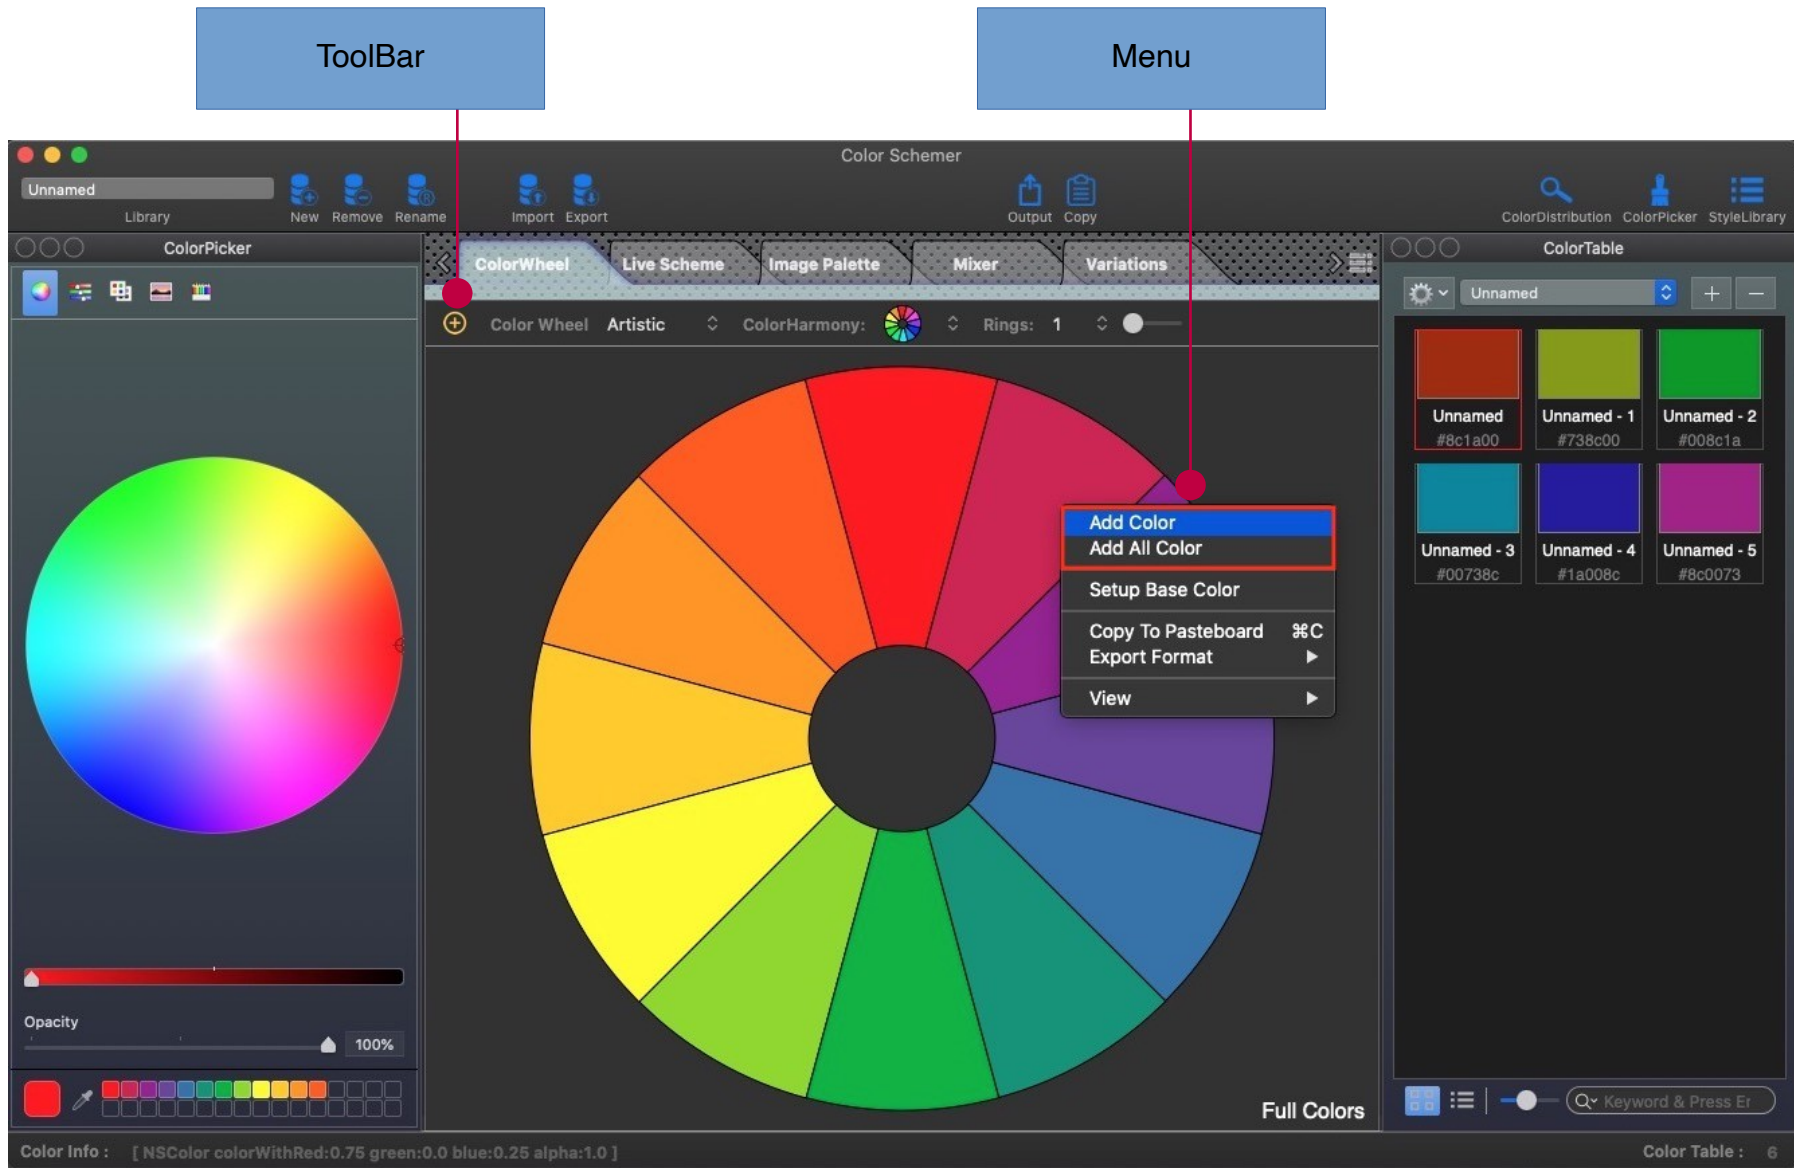 ToolBar
Menu
Color Schemer
Unnamed
Library
New Remove Rename
Import Export
Output Copy
ColorDistribution ColorPicker StyleLibrary
ColorPicker
ColorWheel
Live Scheme
Image Palette
Mixer
Variations
ColorTable
Unnamed
Color Wheel Artistic
ColorHarmony:
Rings: 1
Unnamed
#8c1a00
Unnamed - 1
#738c00
Unnamed - 2
#008c1a
Unnamed - 3
#00738c
Unnamed - 4
#1a008c
Unnamed - 5
#8c0073
Add Color
Add All Color
Setup Base Color
Copy To Pasteboard ⌘C
Export Format
View
Opacity
100%
Full Colors
Keyword & Press Er
Color Info : [ NSColor colorWithRed:0.75 green:0.0 blue:0.25 alpha:1.0 ]
Color Table : 6